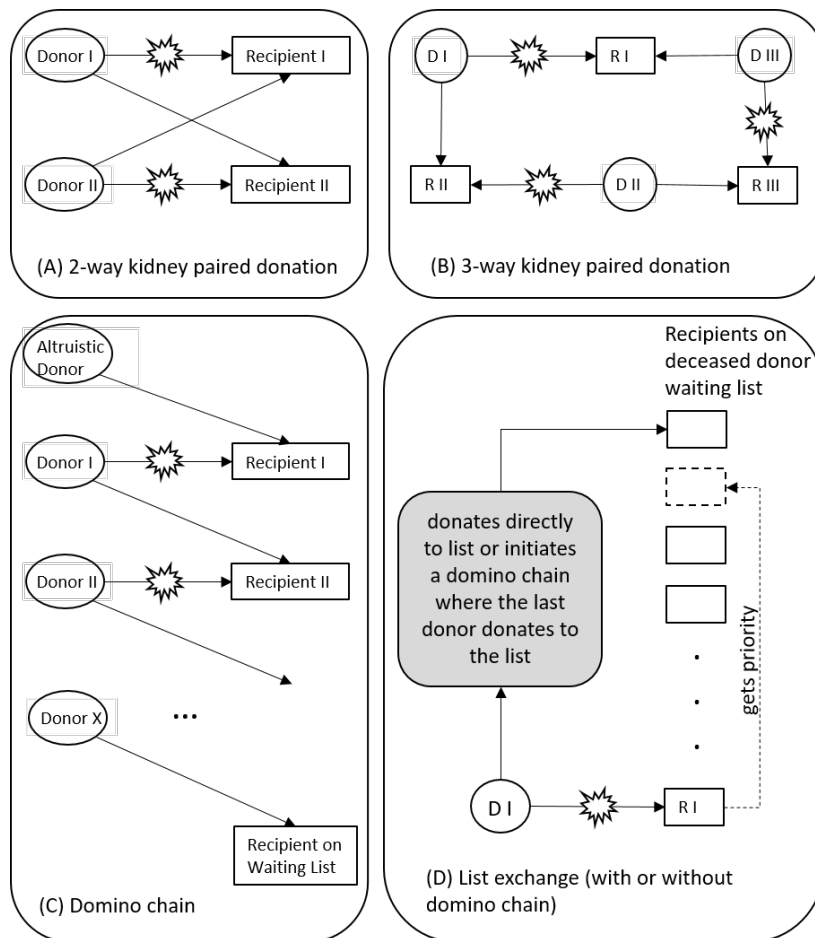 Donor I
Recipient I
Donor II
Recipient II
(A) 2-way kidney paired donation
D I
R I
D III
R II
D II
R III
(B) 3-way kidney paired donation
Altruistic
Donor
Donor I
Recipient I
Donor II
Recipient II
Donor X
...
Recipient on
Waiting List
(C) Domino chain
Recipients on
deceased donor
waiting list
donates directly
to list or initiates
a domino chain
where the last
donor donates to
the list
gets priority
D I
R I
(D) List exchange (with or without
domino chain)